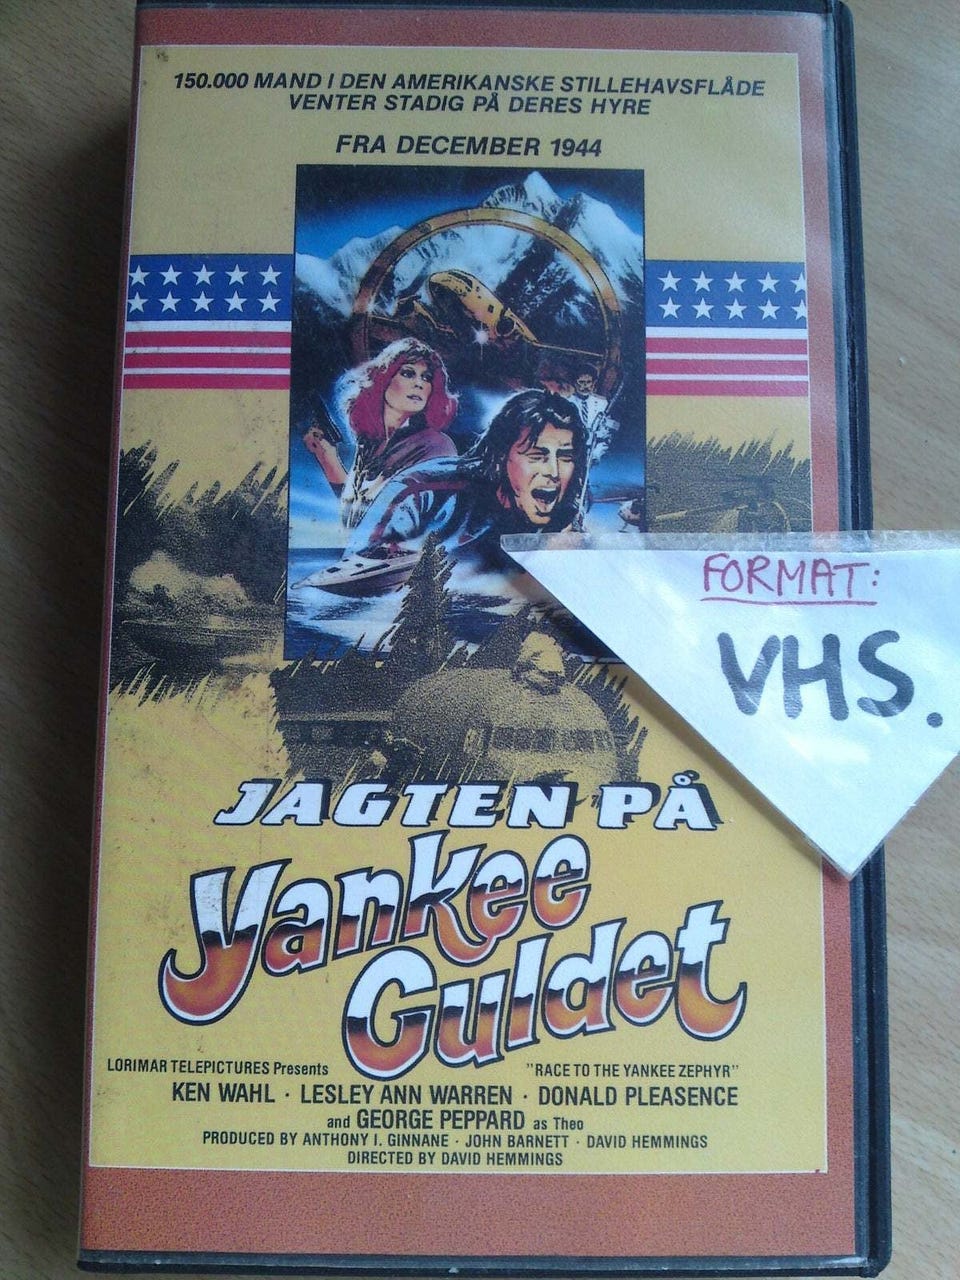 150.000 MAND I DEN AMERIKANSKE STILLEHAVSFLÅDE
VENTER STADIG PÅ DERES HYRE
FRA DECEMBER 1944
FORMAT:
VHS.
JAGTEN PÅ
Yankee
Guldet
LORIMAR TELEPICTURES Presents "RACE TO THE YANKEE ZEPHYR"
KEN WAHL · LESLEY ANN WARREN · DONALD PLEASENCE
and GEORGE PEPPARD as Theo
PRODUCED BY ANTHONY I. GINNANE · JOHN BARNETT · DAVID HEMMINGS
DIRECTED BY DAVID HEMMINGS